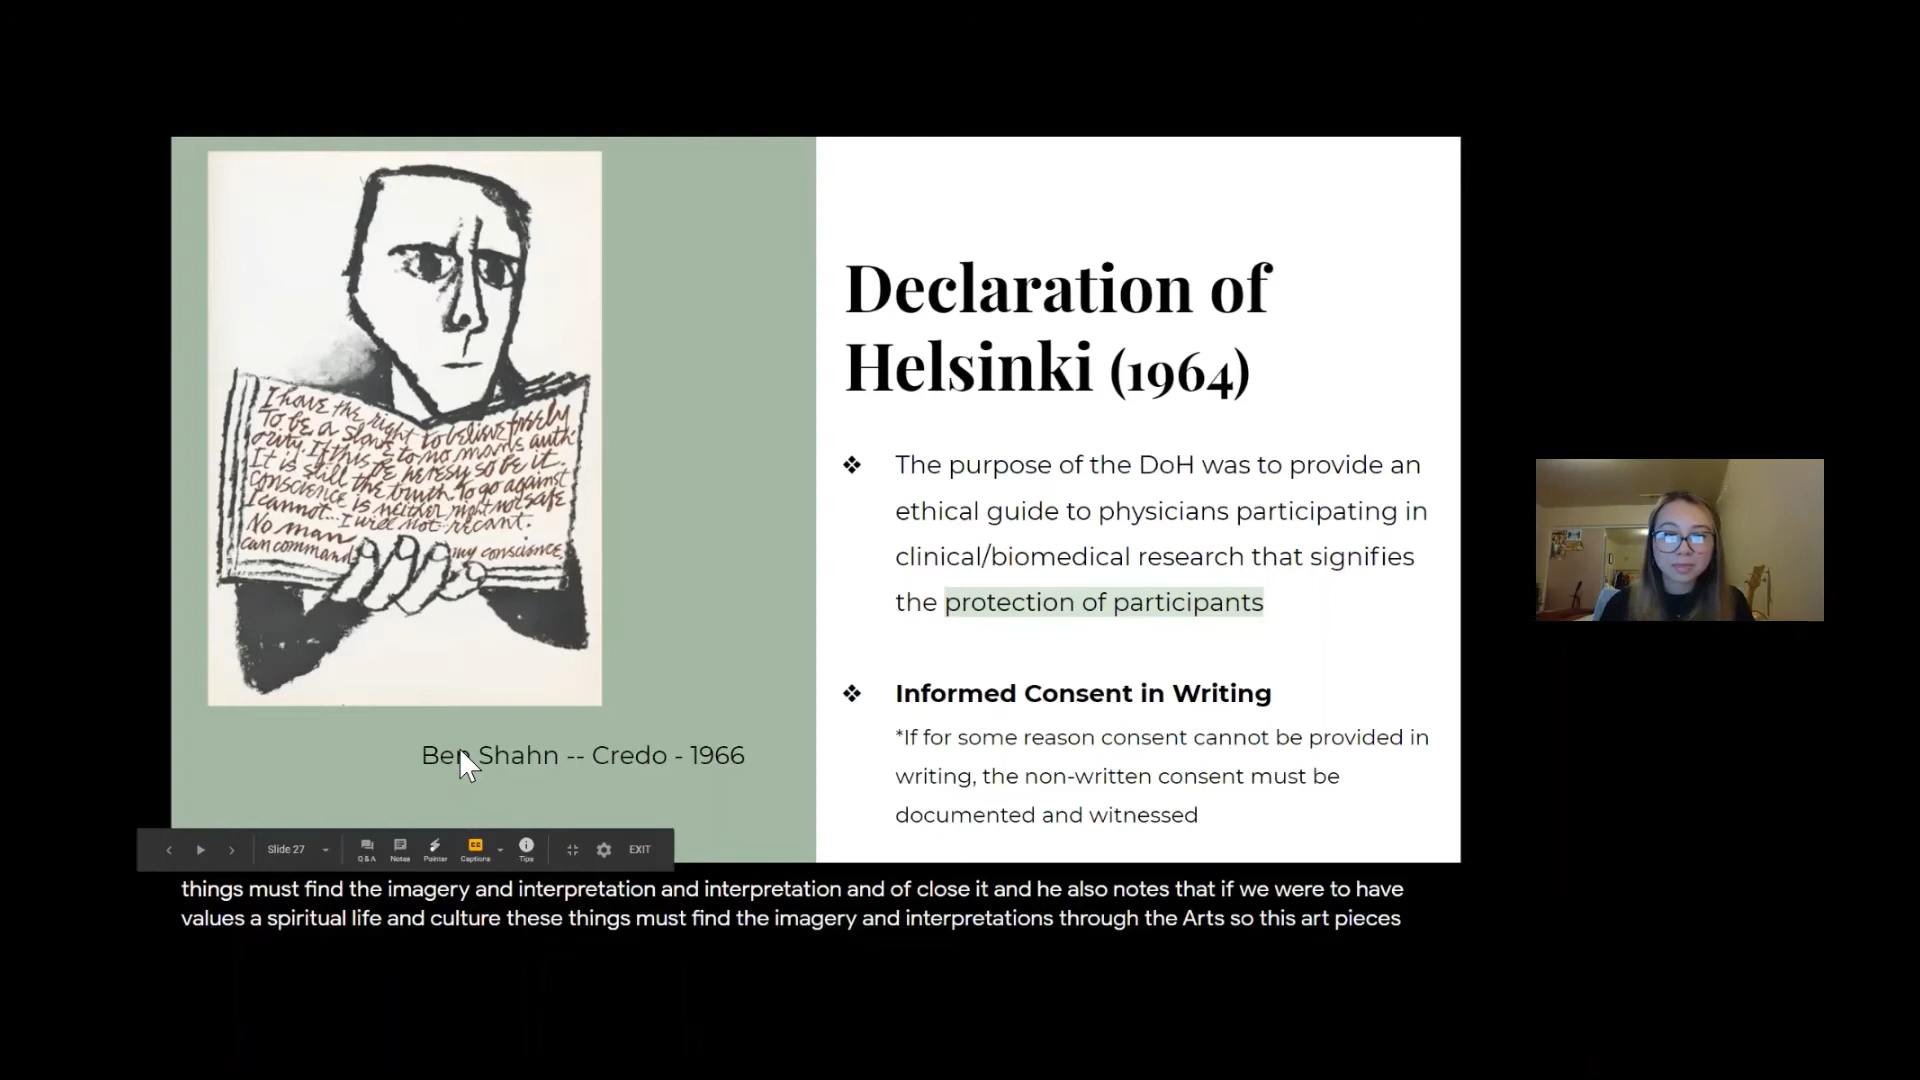 I have the right to believe freely
To be a slave to no man's auth-
ority. If this be heresy so be it.
It is still the truth. To go against
conscience is neither right nor safe
I cannot... I will not recant.
No man
can command my conscience.
Ben Shahn -- Credo - 1966
Declaration of
Helsinki (1964)
❖ The purpose of the DoH was to provide an
ethical guide to physicians participating in
clinical/biomedical research that signifies
the protection of participants
❖ Informed Consent in Writing
*If for some reason consent cannot be provided in
writing, the non-written consent must be
documented and witnessed
Slide 27
Q&A Notes Pointer Captions Tips EXIT
things must find the imagery and interpretation and interpretation and of close it and he also notes that if we were to have
values a spiritual life and culture these things must find the imagery and interpretations through the Arts so this art pieces